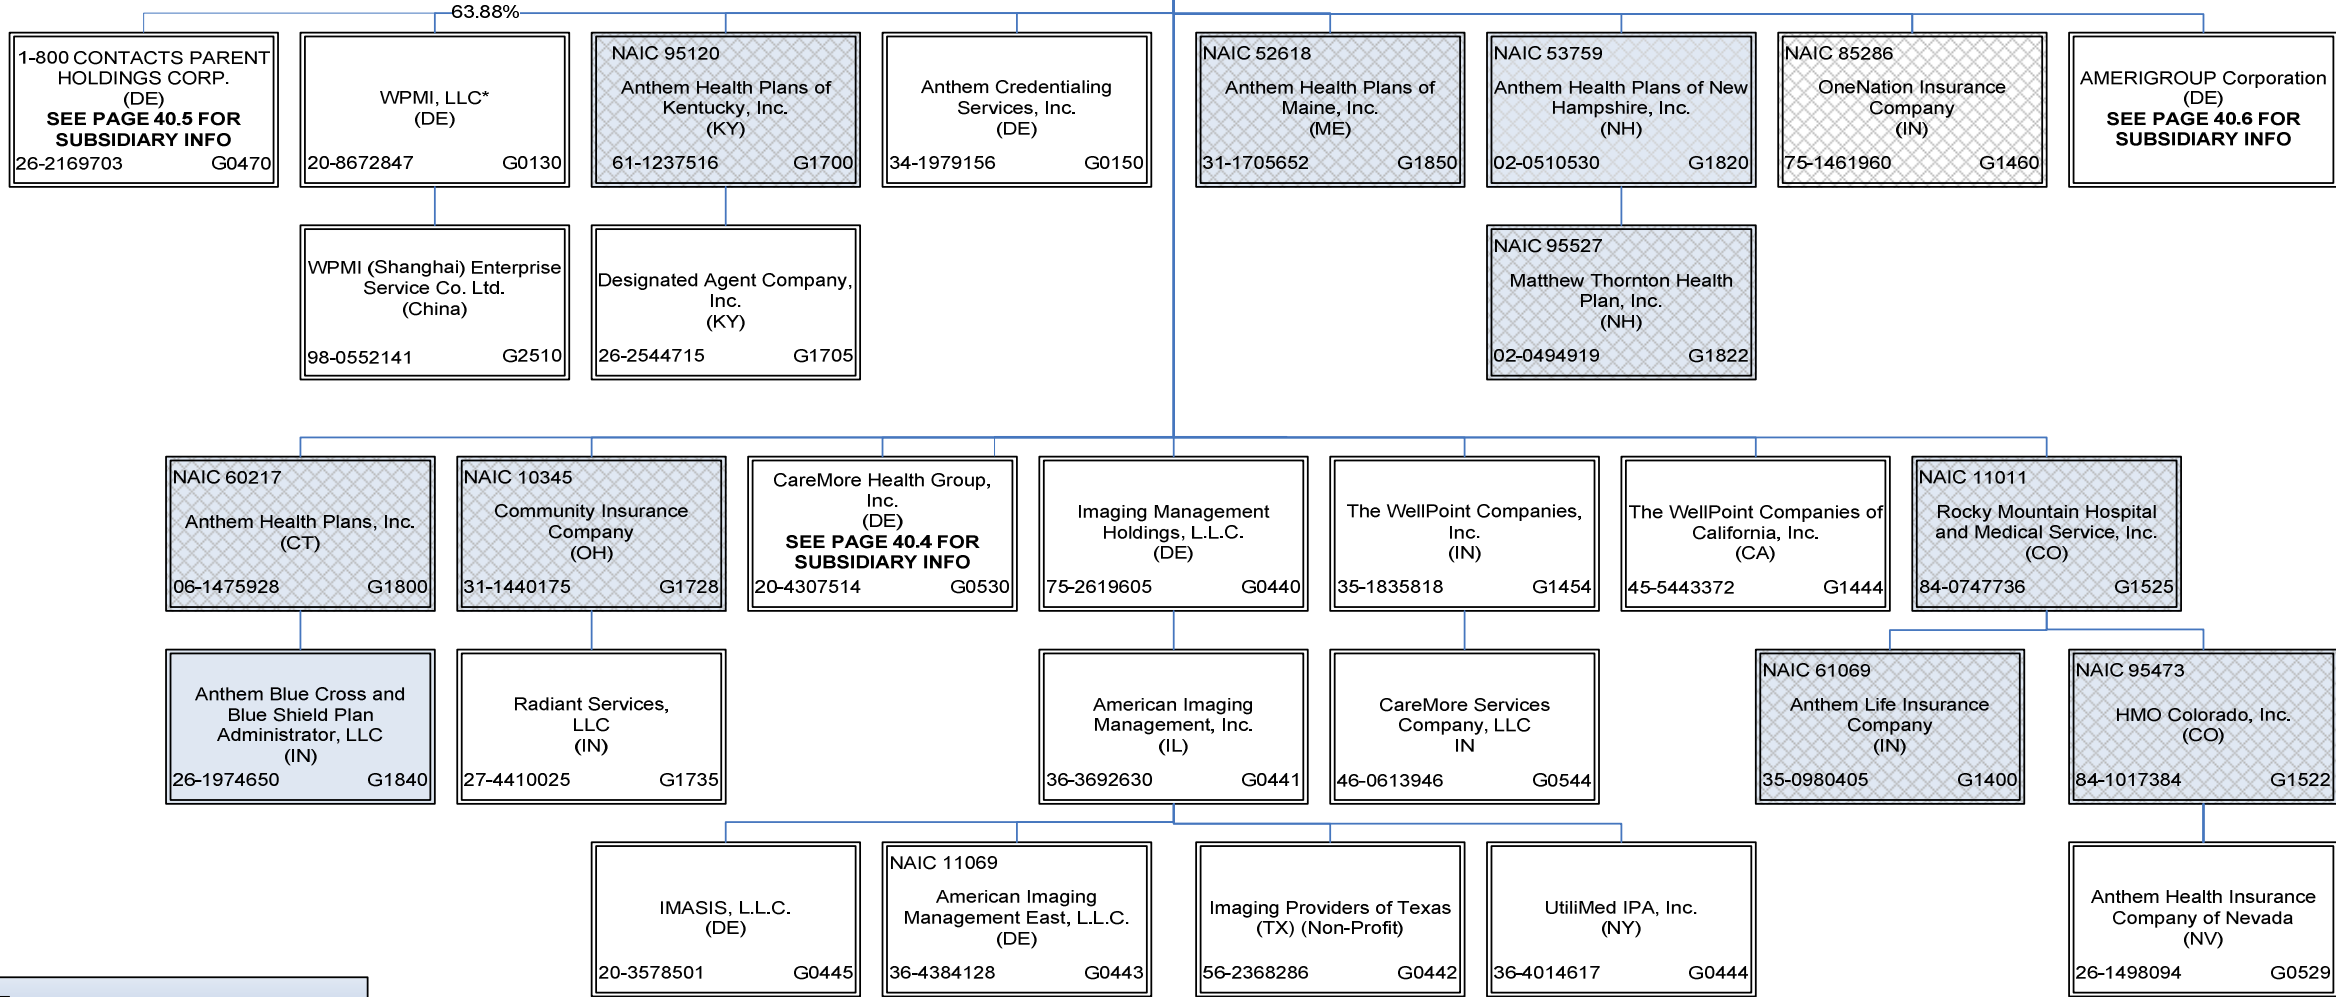 63.88%
1-800 CONTACTS PARENT
HOLDINGS CORP.
(DE)
SEE PAGE 40.5 FOR
SUBSIDIARY INFO
26-2169703 G0470
WPMI, LLC*
(DE)
20-8672847 G0130
NAIC 95120
Anthem Health Plans of
Kentucky, Inc.
(KY)
61-1237516 G1700
Anthem Credentialing
Services, Inc.
(DE)
34-1979156 G0150
NAIC 52618
Anthem Health Plans of
Maine, Inc.
(ME)
31-1705652 G1850
NAIC 53759
Anthem Health Plans of New
Hampshire, Inc.
(NH)
02-0510530 G1820
NAIC 85286
OneNation Insurance
Company
(IN)
75-1461960 G1460
AMERIGROUP Corporation
(DE)
SEE PAGE 40.6 FOR
SUBSIDIARY INFO
WPMI (Shanghai) Enterprise
Service Co. Ltd.
(China)
98-0552141 G2510
Designated Agent Company,
Inc.
(KY)
26-2544715 G1705
NAIC 95527
Matthew Thornton Health
Plan, Inc.
(NH)
02-0494919 G1822
NAIC 60217
Anthem Health Plans, Inc.
(CT)
06-1475928 G1800
NAIC 10345
Community Insurance
Company
(OH)
31-1440175 G1728
CareMore Health Group,
Inc.
(DE)
SEE PAGE 40.4 FOR
SUBSIDIARY INFO
20-4307514 G0530
Imaging Management
Holdings, L.L.C.
(DE)
75-2619605 G0440
The WellPoint Companies,
Inc.
(IN)
35-1835818 G1454
The WellPoint Companies of
California, Inc.
(CA)
45-5443372 G1444
NAIC 11011
Rocky Mountain Hospital
and Medical Service, Inc.
(CO)
84-0747736 G1525
Anthem Blue Cross and
Blue Shield Plan
Administrator, LLC
(IN)
26-1974650 G1840
Radiant Services,
LLC
(IN)
27-4410025 G1735
American Imaging
Management, Inc.
(IL)
36-3692630 G0441
CareMore Services
Company, LLC
IN
46-0613946 G0544
NAIC 61069
Anthem Life Insurance
Company
(IN)
35-0980405 G1400
NAIC 95473
HMO Colorado, Inc.
(CO)
84-1017384 G1522
IMASIS, L.L.C.
(DE)
20-3578501 G0445
NAIC 11069
American Imaging
Management East, L.L.C.
(DE)
36-4384128 G0443
Imaging Providers of Texas
(TX) (Non-Profit)
56-2368286 G0442
UtiliMed IPA, Inc.
(NY)
36-4014617 G0444
Anthem Health Insurance
Company of Nevada
(NV)
26-1498094 G0529